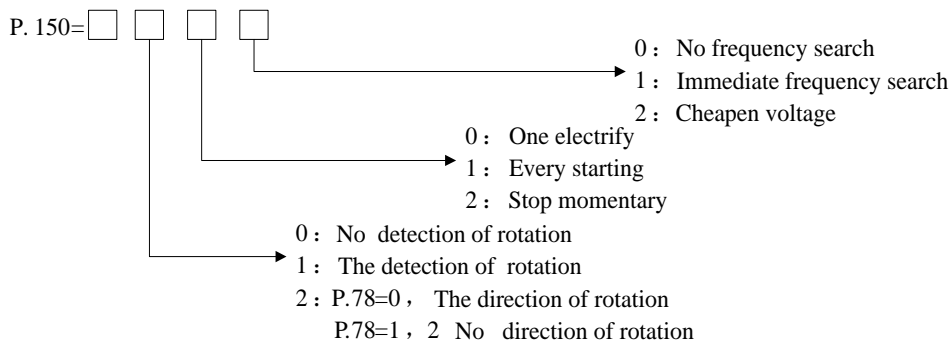 P. 150=
0： No frequency search
1： Immediate frequency search
2： Cheapen voltage
0： One electrify
1： Every starting
2： Stop momentary
0： No detection of rotation
1： The detection of rotation
2：P.78=0， The direction of rotation
P.78=1，2 No direction of rotation